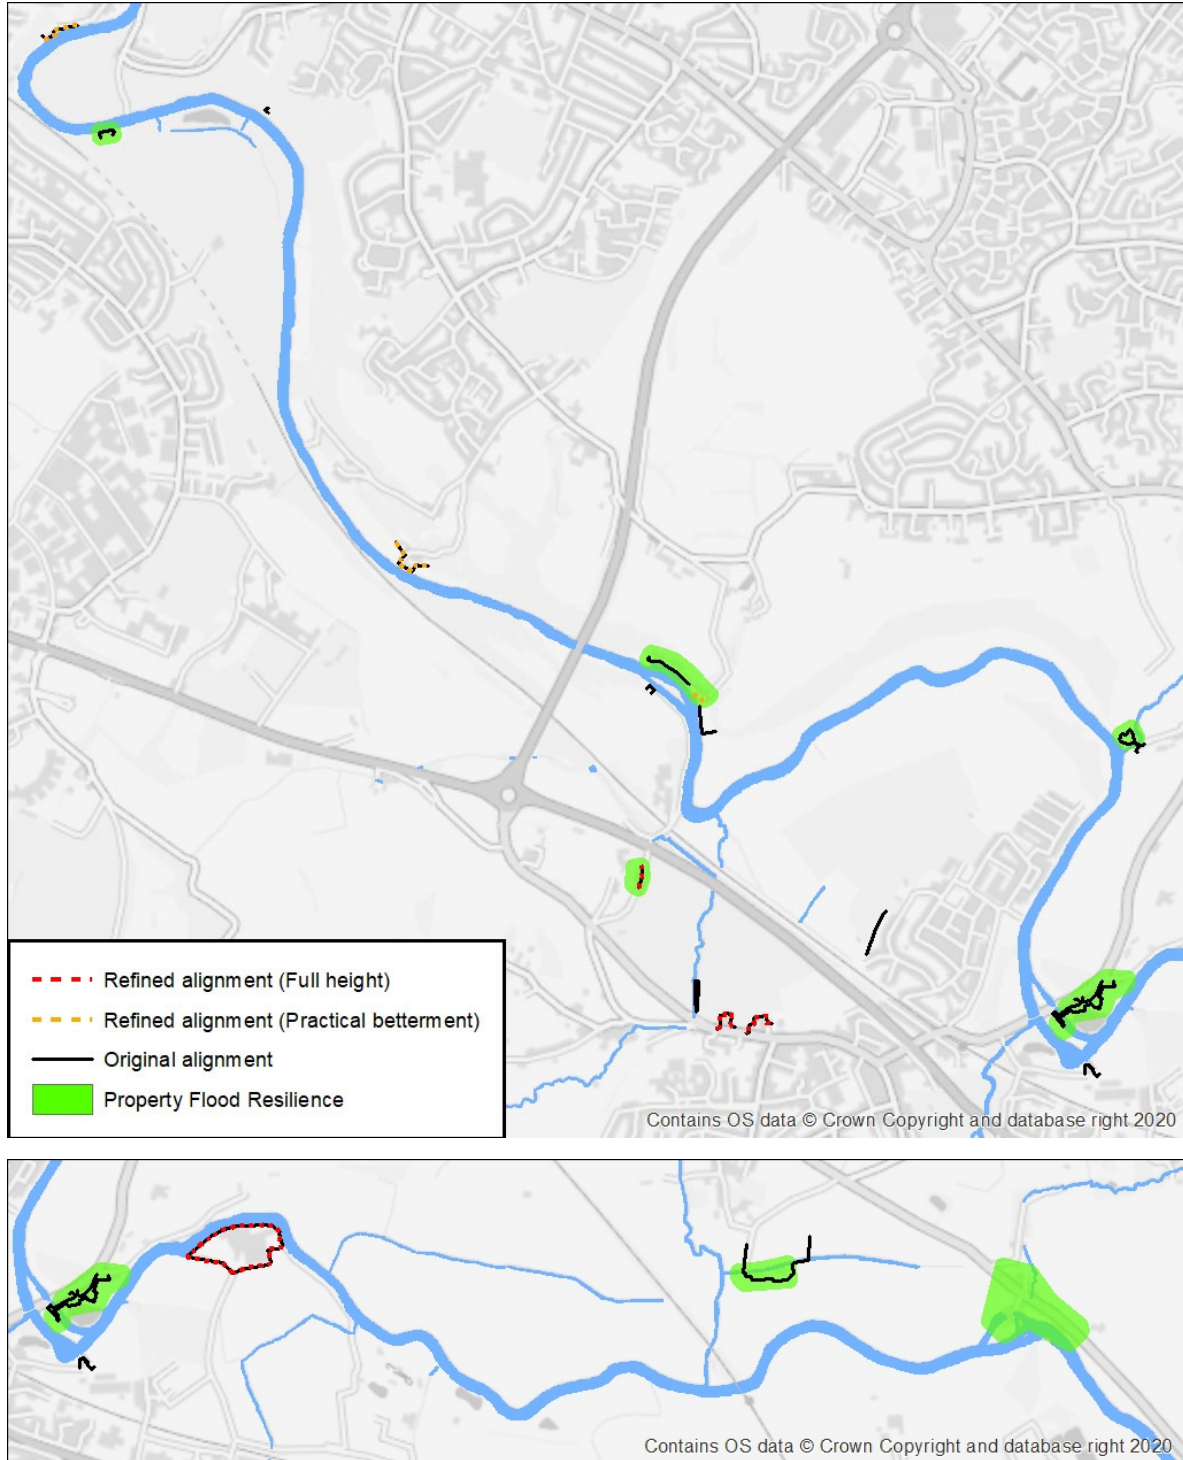 Refined alignment (Full height)
Refined alignment (Practical betterment)
Original alignment
Property Flood Resilience
Contains OS data © Crown Copyright and database right 2020
Contains OS data © Crown Copyright and database right 2020